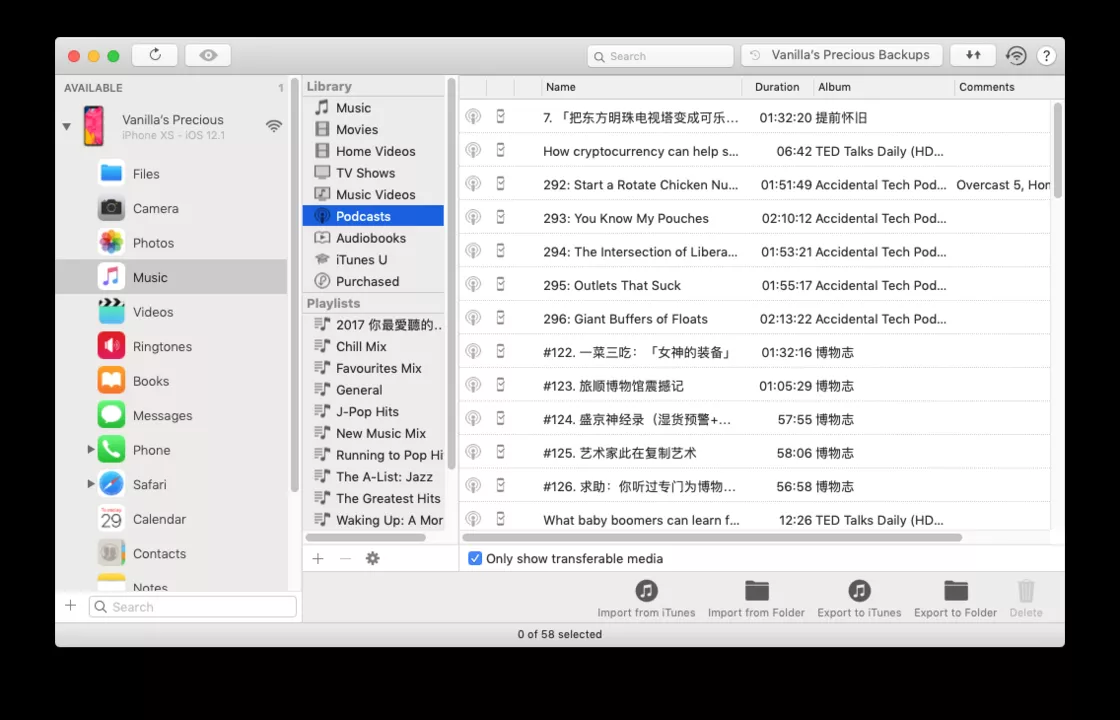 Search
Vanilla's Precious Backups
?
AVAILABLE 1
Vanilla's Precious
iPhone XS - iOS 12.1
Files
Camera
Photos
Music
Videos
Ringtones
Books
Messages
Phone
Safari
29
Calendar
Contacts
Notes
Search
Library
Music
Movies
Home Videos
TV Shows
Music Videos
Podcasts
Audiobooks
iTunes U
Purchased
Playlists
2017 你最愛聽的...
Chill Mix
Favourites Mix
General
J-Pop Hits
New Music Mix
Running to Pop Hi
The A-List: Jazz
The Greatest Hits
Waking Up: A Mor
Name Duration Album Comments
7. 「把东方明珠电视塔变成可乐... 01:32:20 提前怀旧
How cryptocurrency can help s... 06:42 TED Talks Daily (HD...
292: Start a Rotate Chicken Nu... 01:51:49 Accidental Tech Pod... Overcast 5, Hom
293: You Know My Pouches 02:10:12 Accidental Tech Pod...
294: The Intersection of Libera... 01:53:21 Accidental Tech Pod...
295: Outlets That Suck 01:55:17 Accidental Tech Pod...
296: Giant Buffers of Floats 02:13:22 Accidental Tech Pod...
#122. 一菜三吃：「女神的装备」 01:32:16 博物志
#123. 旅顺博物馆震撼记 01:05:29 博物志
#124. 盛京神经录（湿货预警+... 57:55 博物志
#125. 艺术家此在复制艺术 58:06 博物志
#126. 求助：你听过专门为博物... 56:58 博物志
What baby boomers can learn f... 12:26 TED Talks Daily (HD...
Only show transferable media
Import from iTunes Import from Folder Export to iTunes Export to Folder Delete
0 of 58 selected